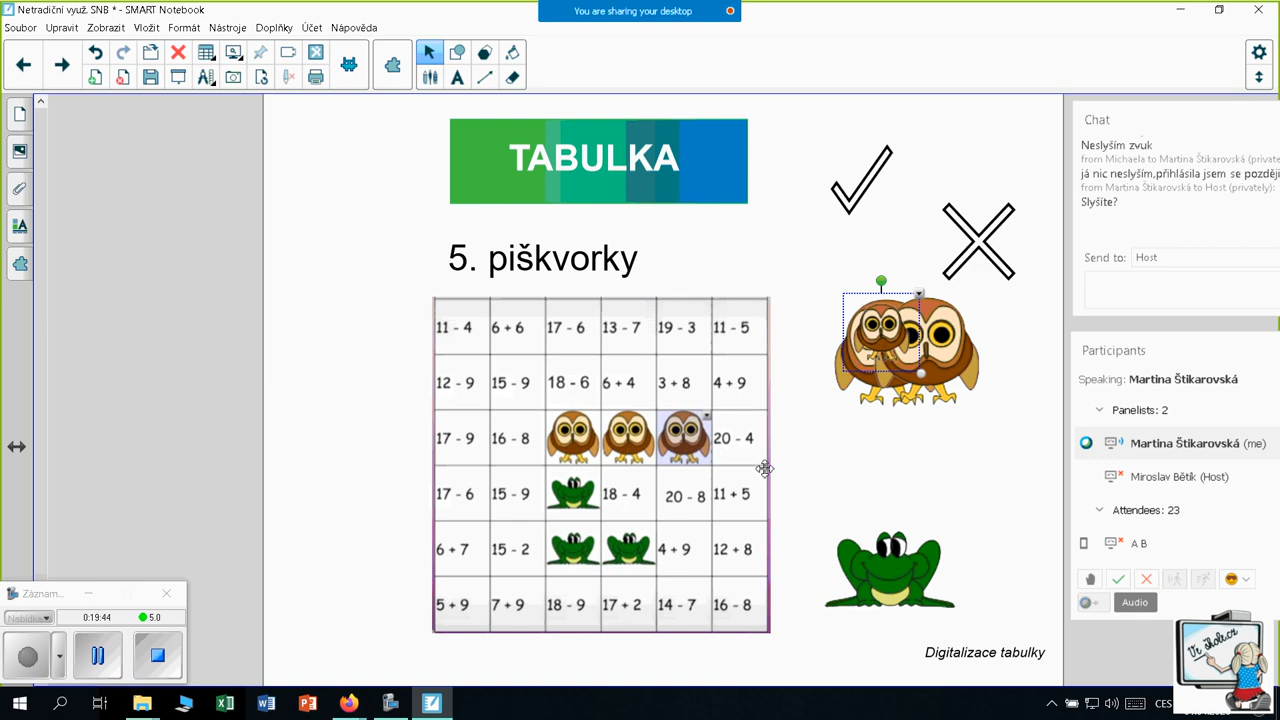 Netradiční využ. SNB * - SMART Notebook
You are sharing your desktop
Soubor Upravit Zobrazit Vložit Formát Nástroje Doplňky Účet Nápověda
TABULKA
5. piškvorky
11 - 4 6 + 6 17 - 6 13 - 7 19 - 3 11 - 5
12 - 9 15 - 9 18 - 6 6 + 4 3 + 8 4 + 9
17 - 9 16 - 8 20 - 4
17 - 6 15 - 9 18 - 4 20 - 8 11 + 5
6 + 7 15 - 2 4 + 9 12 + 8
5 + 9 7 + 9 18 - 9 17 + 2 14 - 7 16 - 8
Digitalizace tabulky
Chat
Neslyším zvuk
from Michaela to Martina Štikarovská (private
já nic neslyším,přihlásila jsem se později
from Martina Štikarovská to Host (privately):
Slyšíte?
Send to: Host
Participants
Speaking: Martina Štikarovská
Panelists: 2
Martina Štikarovská (me)
Miroslav Bětík (Host)
Attendees: 23
A B
Audio
Ve škole.cz
Záznam...
Nabídka
0:19:44 5.0
CES